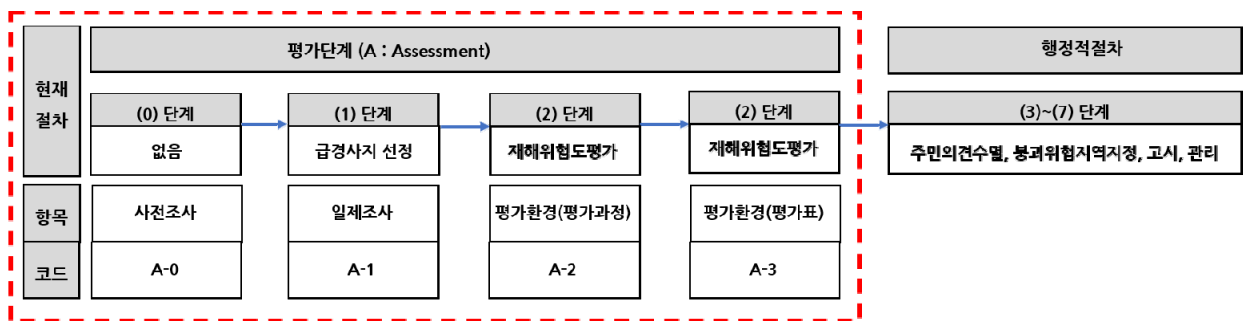 평가단계 (A : Assessment)
행정적절차
현재
절차
(0) 단계
(1) 단계
(2) 단계
(2) 단계
(3)~(7) 단계
없음
급경사지 선정
재해위험도평가
재해위험도평가
주민의견수렴, 붕괴위험지역지정, 고시, 관리
항목
사전조사
일제조사
평가환경(평가과정)
평가환경(평가표)
코드
A-0
A-1
A-2
A-3